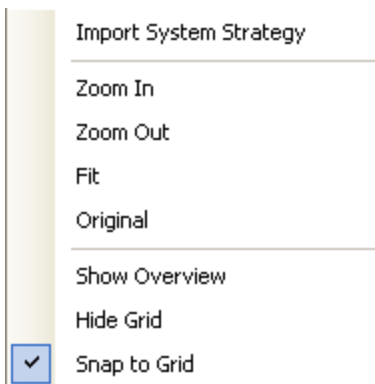 Import System Strategy
Zoom In
Zoom Out
Fit
Original
Show Overview
Hide Grid
Snap to Grid